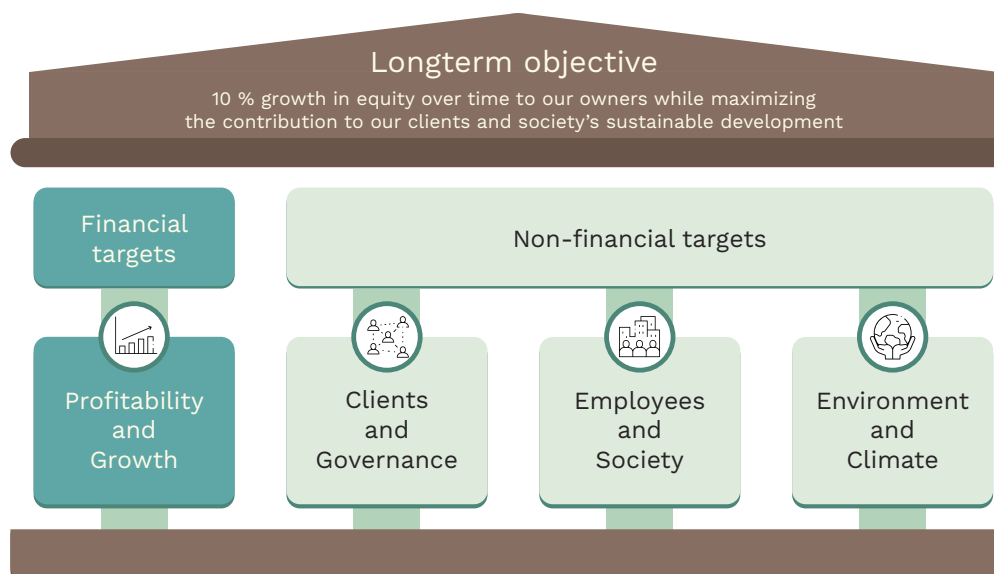 Longterm objective
10 % growth in equity over time to our owners while maximizing
the contribution to our clients and society’s sustainable development
Financial
targets
Non-financial targets
Profitability
and
Growth
Clients
and
Governance
Employees
and
Society
Environment
and
Climate